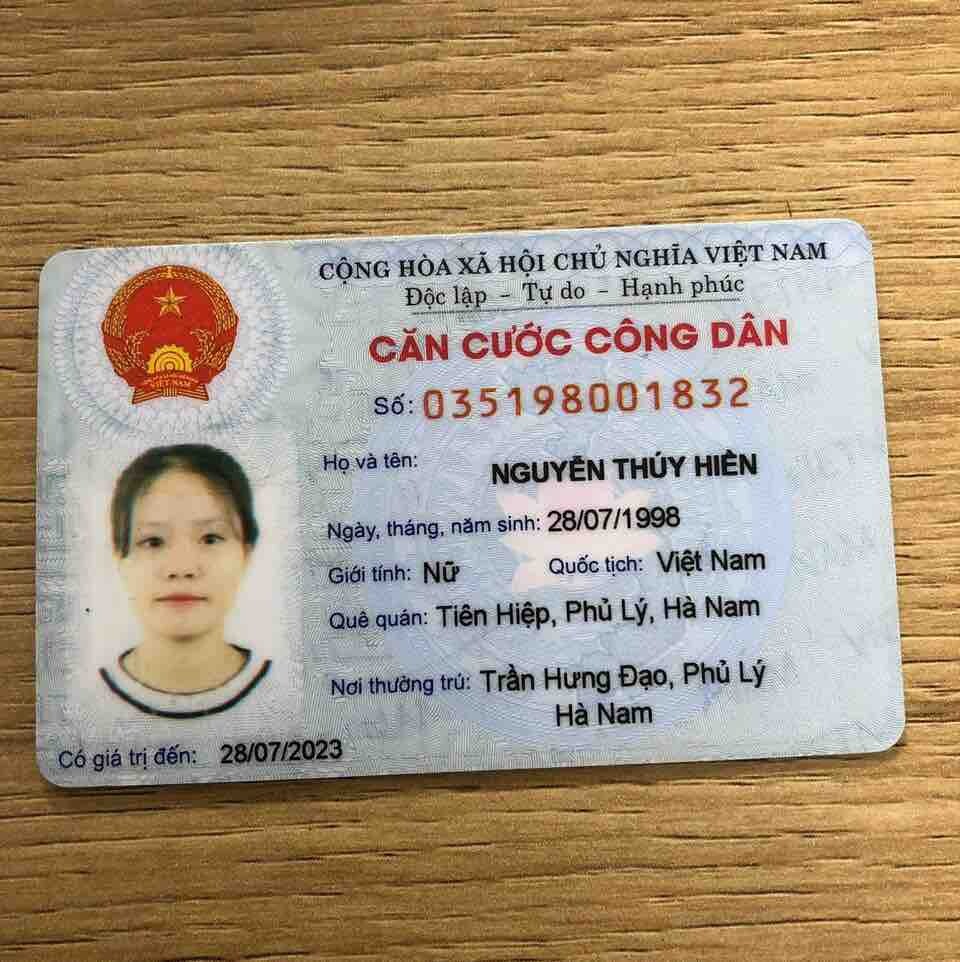 CỘNG HÒA XÃ HỘI CHỦ NGHĨA VIỆT NAM
Độc lập - Tự do - Hạnh phúc
CĂN CƯỚC CÔNG DÂN
Số: 035198001832
Họ và tên: NGUYỄN THÚY HIỀN
Ngày, tháng, năm sinh: 28/07/1998
Giới tính: Nữ Quốc tịch: Việt Nam
Quê quán: Tiên Hiệp, Phủ Lý, Hà Nam
Nơi thường trú: Trần Hưng Đạo, Phủ Lý
Hà Nam
Có giá trị đến: 28/07/2023
VIỆT NAM